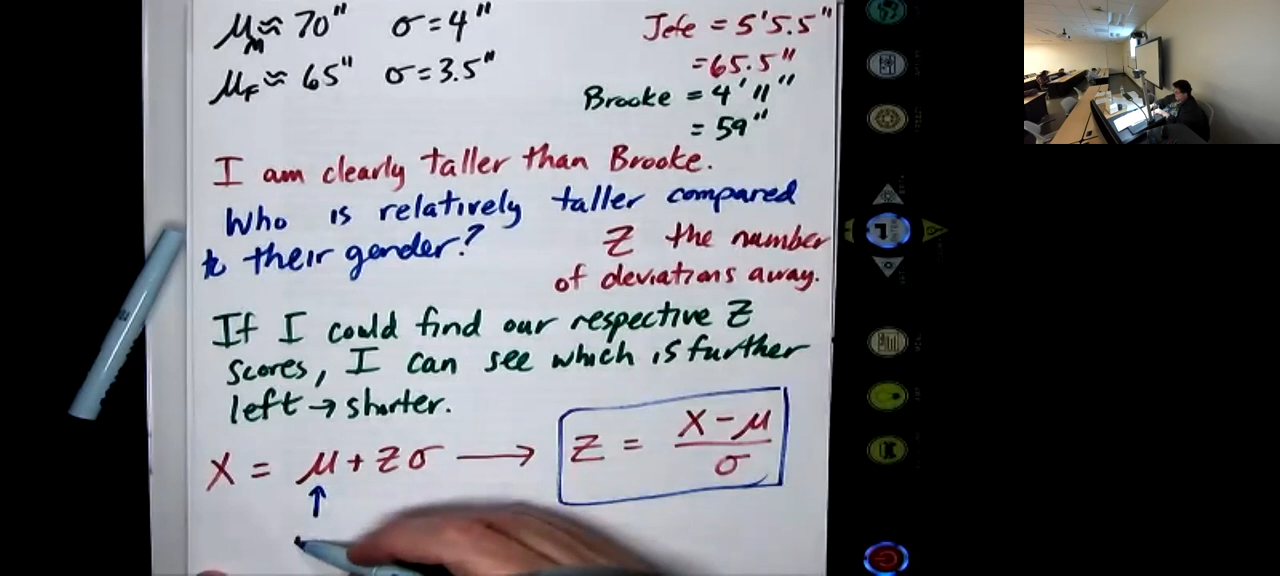 μM ≈ 70" σ = 4"
μF ≈ 65" σ = 3.5"
Jefe = 5'5.5"
= 65.5"
Brooke = 4'11"
= 59"
I am clearly taller than Brooke.
Who is relatively taller compared
to their gender?
Z the number
of deviations away.
If I could find our respective Z
scores, I can see which is further
left → shorter.
X = μ + Zσ → Z = (X - μ)/σ
↑